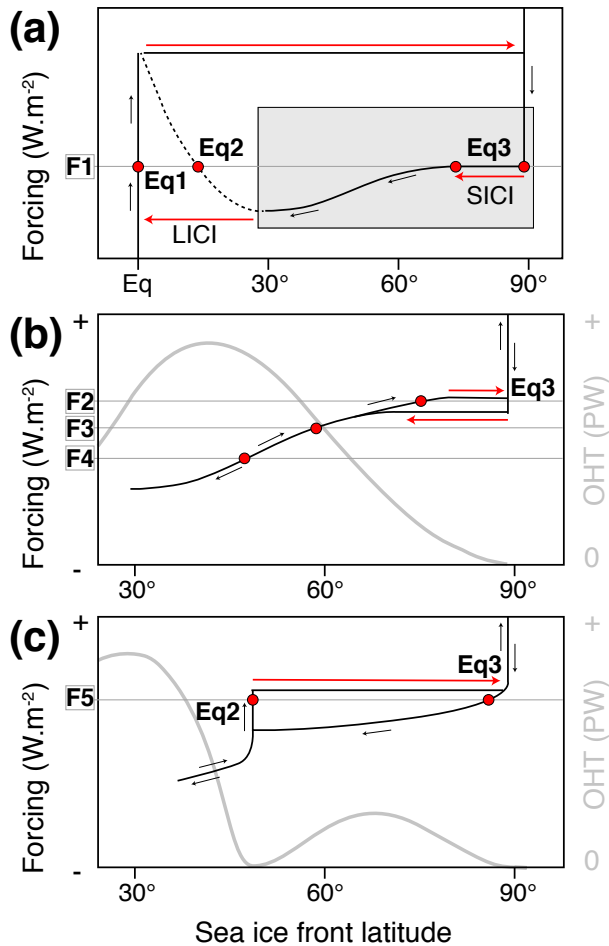 (a)
Forcing (W.m-2)
F1
Eq1
Eq2
Eq3
SICI
LICI
Eq
30°
60°
90°
(b)
+
+
Forcing (W.m-2)
F2
F3
F4
Eq3
OHT (PW)
-
0
30°
60°
90°
(c)
+
+
Forcing (W.m-2)
F5
Eq2
Eq3
OHT (PW)
-
0
30°
60°
90°
Sea ice front latitude